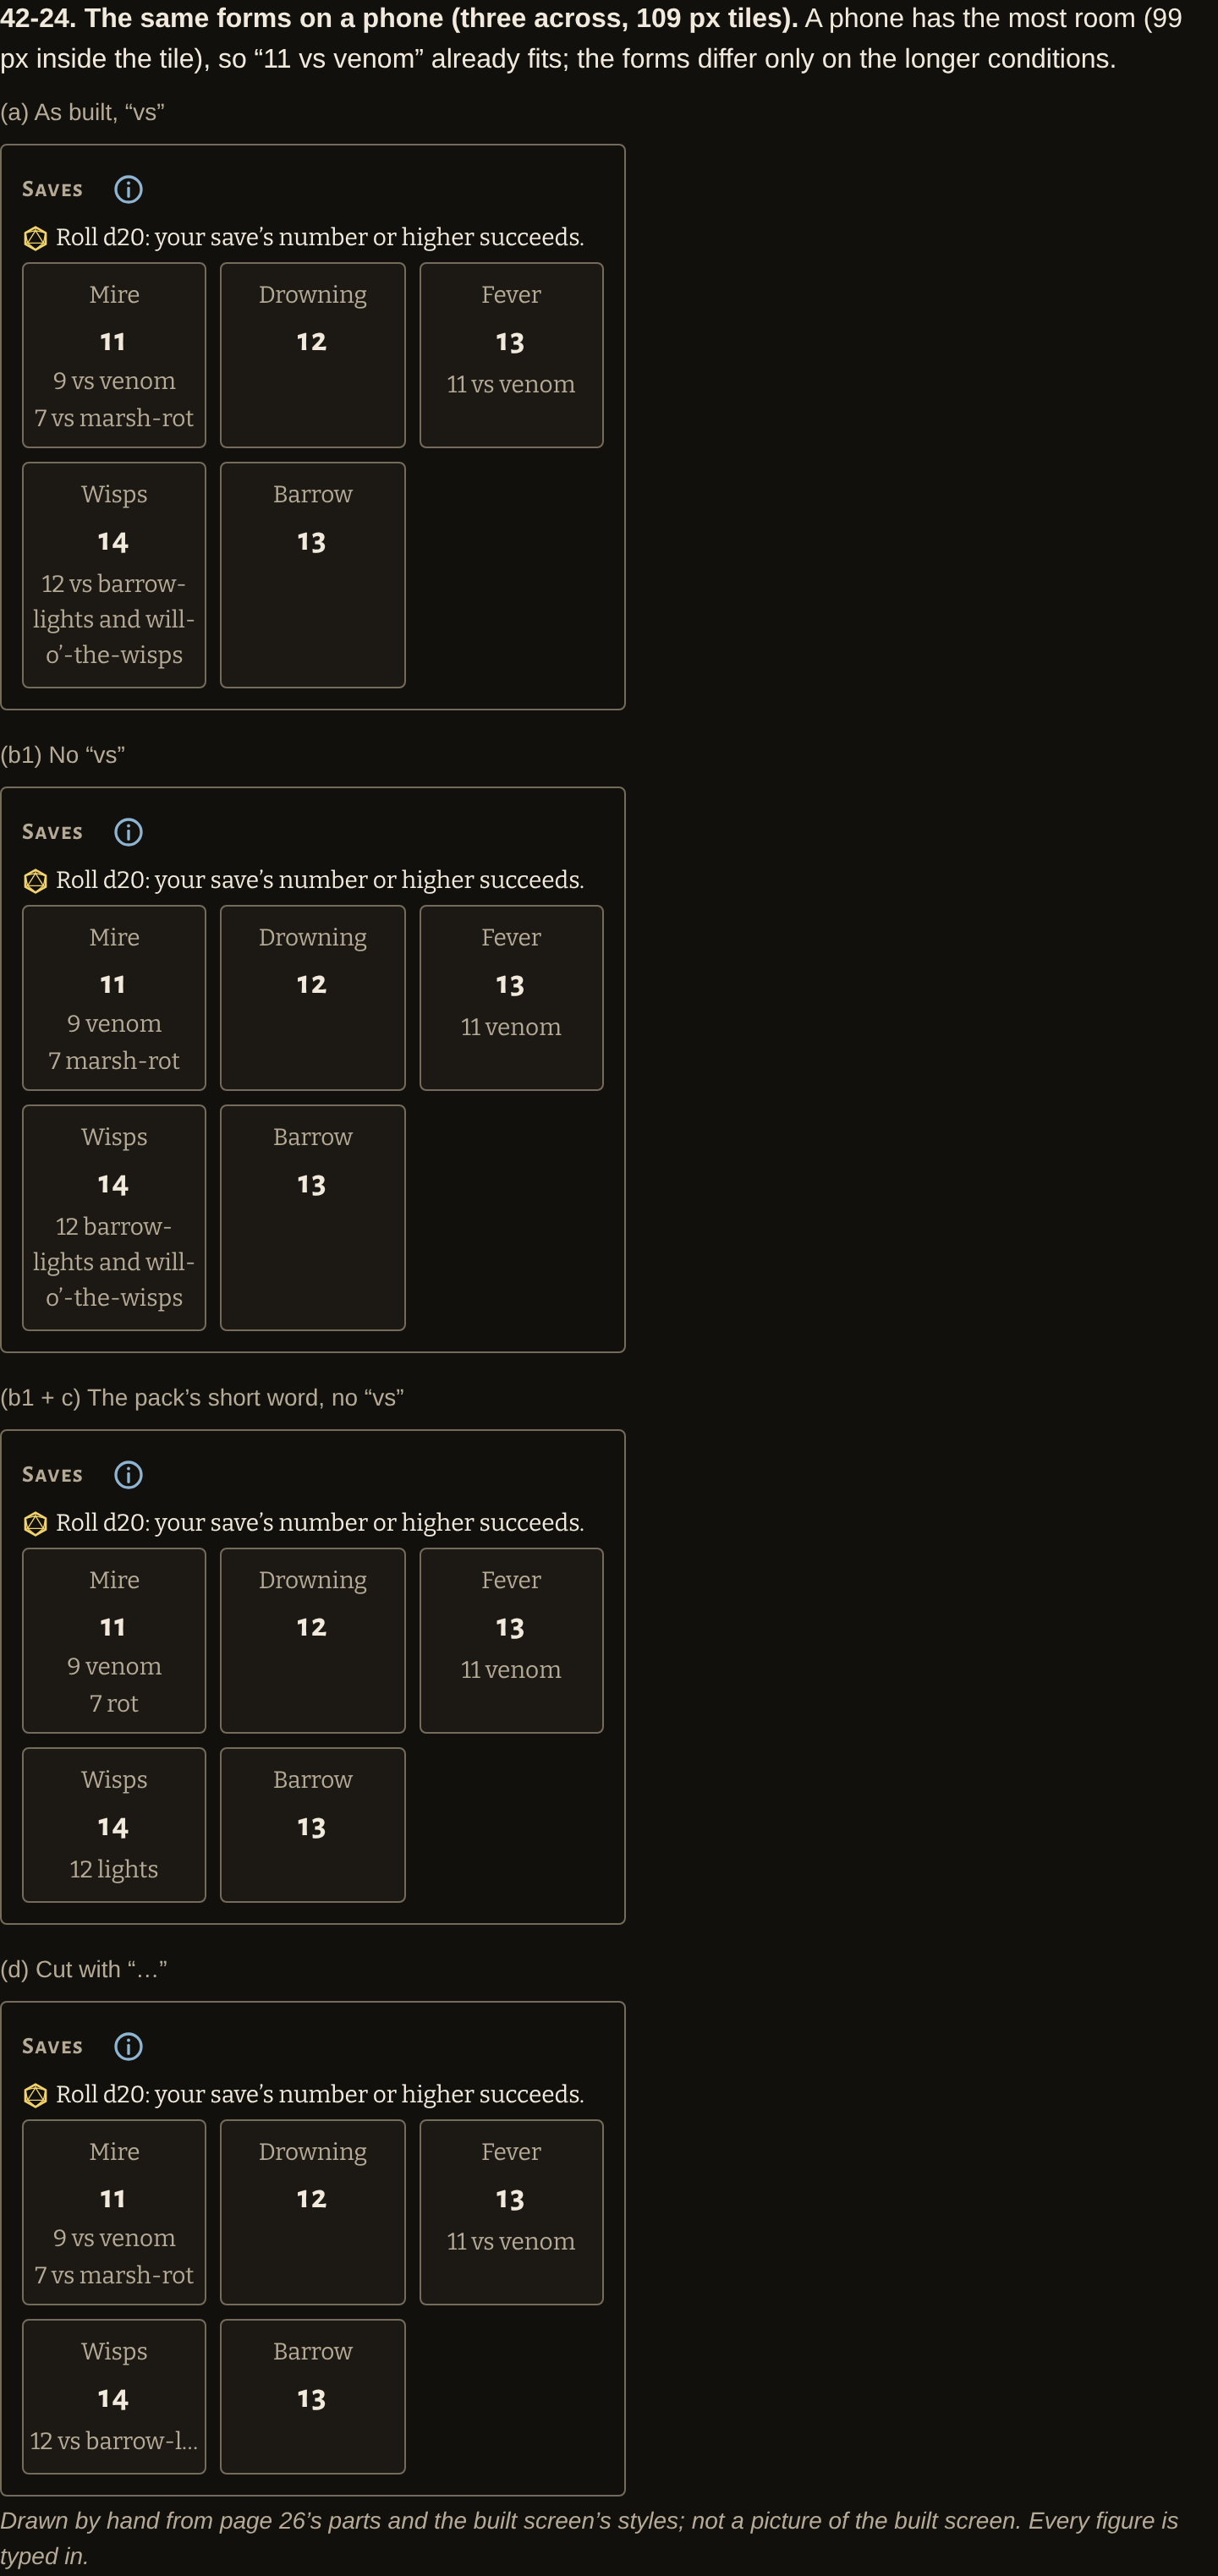 42-24. The same forms on a phone (three across, 109 px tiles). A phone has the most room (99
px inside the tile), so “11 vs venom” already fits; the forms differ only on the longer conditions.
(a) As built, “vs”
Saves
Roll d20: your save’s number or higher succeeds.
Mire
Drowning
Fever
11
12
13
9 vs venom
11 vs venom
7 vs marsh-rot
Wisps
Barrow
14
13
12 vs barrow-
lights and will-
o’-the-wisps
(b1) No “vs”
Saves
Roll d20: your save’s number or higher succeeds.
Mire
Drowning
Fever
11
12
13
9 venom
11 venom
7 marsh-rot
Wisps
Barrow
14
13
12 barrow-
lights and will-
o’-the-wisps
(b1 + c) The pack’s short word, no “vs”
Saves
Roll d20: your save’s number or higher succeeds.
Mire
Drowning
Fever
11
12
13
9 venom
11 venom
7 rot
Wisps
Barrow
14
13
12 lights
(d) Cut with “…”
Saves
Roll d20: your save’s number or higher succeeds.
Mire
Drowning
Fever
11
12
13
9 vs venom
11 vs venom
7 vs marsh-rot
Wisps
Barrow
14
13
12 vs barrow-l…
Drawn by hand from page 26’s parts and the built screen’s styles; not a picture of the built screen. Every figure is
typed in.